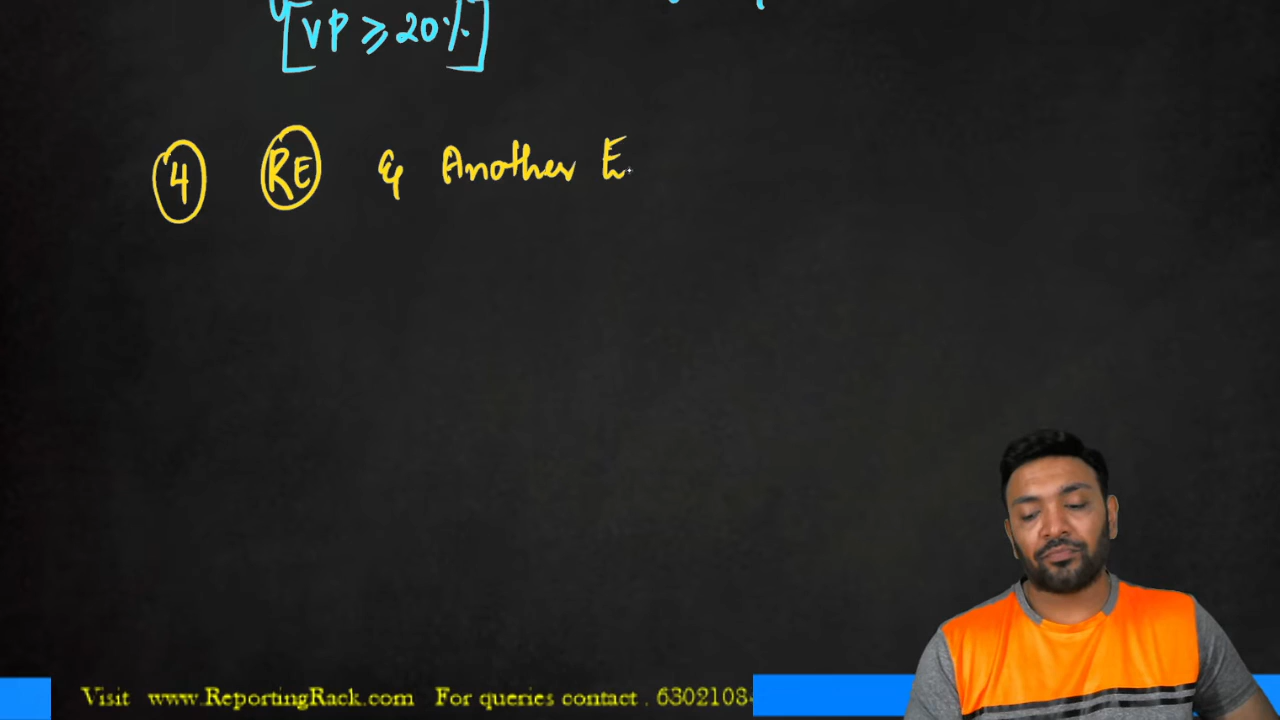 [VP ≥ 20%]
4 RE & Another E
Visit www.ReportingRack.com For queries contact . 6302108